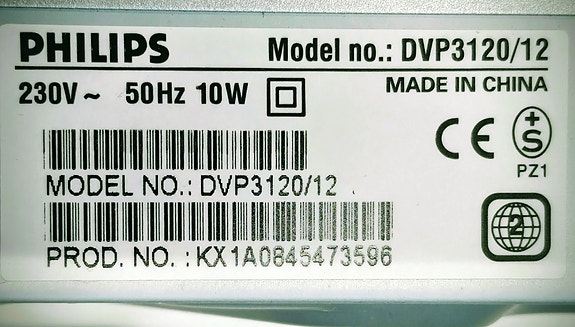 PHILIPS Model no.: DVP3120/12
230V~ 50Hz 10W MADE IN CHINA
CE +S
PZ1
MODEL NO.: DVP3120/12
2
PROD. NO. :KX1A0845473596